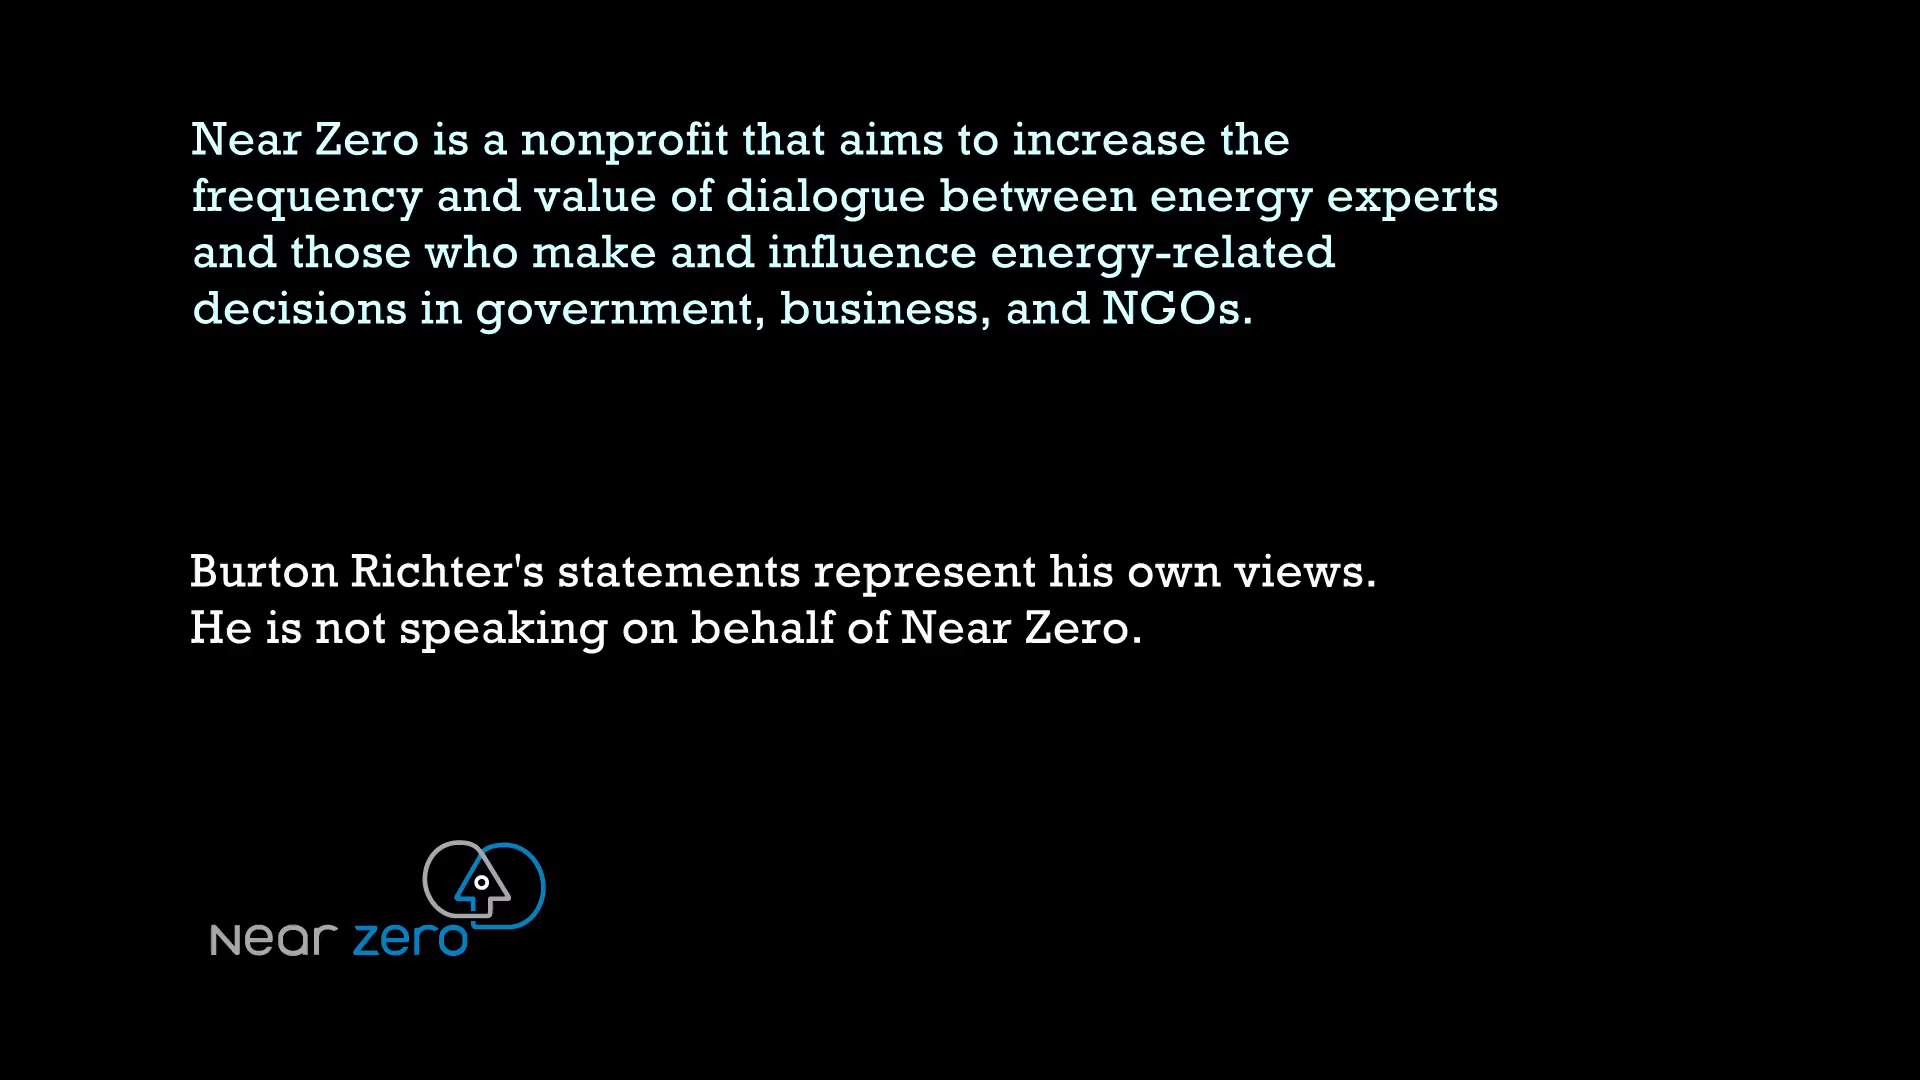 Near Zero is a nonprofit that aims to increase the
frequency and value of dialogue between energy experts
and those who make and influence energy-related
decisions in government, business, and NGOs.
Burton Richter's statements represent his own views.
He is not speaking on behalf of Near Zero.
Near zero